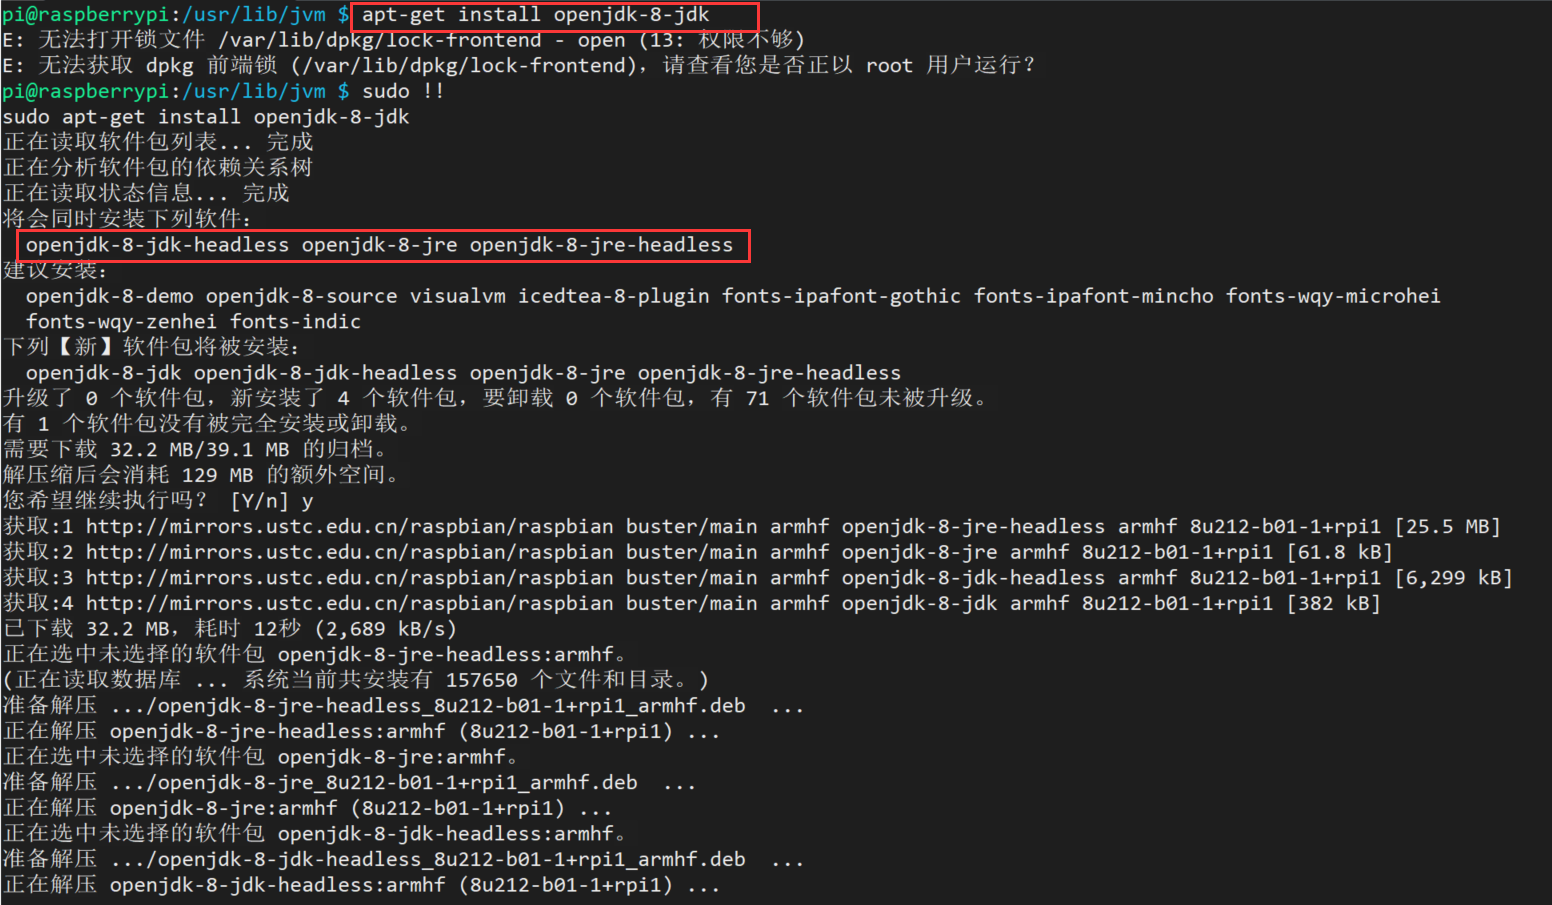 pi@raspberrypi:/usr/lib/jvm $ apt-get install openjdk-8-jdk
E: 无法打开锁文件 /var/lib/dpkg/lock-frontend - open (13: 权限不够)
E: 无法获取 dpkg 前端锁 (/var/lib/dpkg/lock-frontend)，请查看您是否正以 root 用户运行？
pi@raspberrypi:/usr/lib/jvm $ sudo !!
sudo apt-get install openjdk-8-jdk
正在读取软件包列表... 完成
正在分析软件包的依赖关系树
正在读取状态信息... 完成
将会同时安装下列软件：
  openjdk-8-jdk-headless openjdk-8-jre openjdk-8-jre-headless
建议安装：
  openjdk-8-demo openjdk-8-source visualvm icedtea-8-plugin fonts-ipafont-gothic fonts-ipafont-mincho fonts-wqy-microhei
  fonts-wqy-zenhei fonts-indic
下列【新】软件包将被安装：
  openjdk-8-jdk openjdk-8-jdk-headless openjdk-8-jre openjdk-8-jre-headless
升级了 0 个软件包，新安装了 4 个软件包，要卸载 0 个软件包，有 71 个软件包未被升级。
有 1 个软件包没有被完全安装或卸载。
需要下载 32.2 MB/39.1 MB 的归档。
解压缩后会消耗 129 MB 的额外空间。
您希望继续执行吗？ [Y/n] y
获取:1 http://mirrors.ustc.edu.cn/raspbian/raspbian buster/main armhf openjdk-8-jre-headless armhf 8u212-b01-1+rpi1 [25.5 MB]
获取:2 http://mirrors.ustc.edu.cn/raspbian/raspbian buster/main armhf openjdk-8-jre armhf 8u212-b01-1+rpi1 [61.8 kB]
获取:3 http://mirrors.ustc.edu.cn/raspbian/raspbian buster/main armhf openjdk-8-jdk-headless armhf 8u212-b01-1+rpi1 [6,299 kB]
获取:4 http://mirrors.ustc.edu.cn/raspbian/raspbian buster/main armhf openjdk-8-jdk armhf 8u212-b01-1+rpi1 [382 kB]
已下载 32.2 MB，耗时 12秒 (2,689 kB/s)
正在选中未选择的软件包 openjdk-8-jre-headless:armhf。
(正在读取数据库 ... 系统当前共安装有 157650 个文件和目录。)
准备解压 .../openjdk-8-jre-headless_8u212-b01-1+rpi1_armhf.deb  ...
正在解压 openjdk-8-jre-headless:armhf (8u212-b01-1+rpi1) ...
正在选中未选择的软件包 openjdk-8-jre:armhf。
准备解压 .../openjdk-8-jre_8u212-b01-1+rpi1_armhf.deb  ...
正在解压 openjdk-8-jre:armhf (8u212-b01-1+rpi1) ...
正在选中未选择的软件包 openjdk-8-jdk-headless:armhf。
准备解压 .../openjdk-8-jdk-headless_8u212-b01-1+rpi1_armhf.deb  ...
正在解压 openjdk-8-jdk-headless:armhf (8u212-b01-1+rpi1) ...